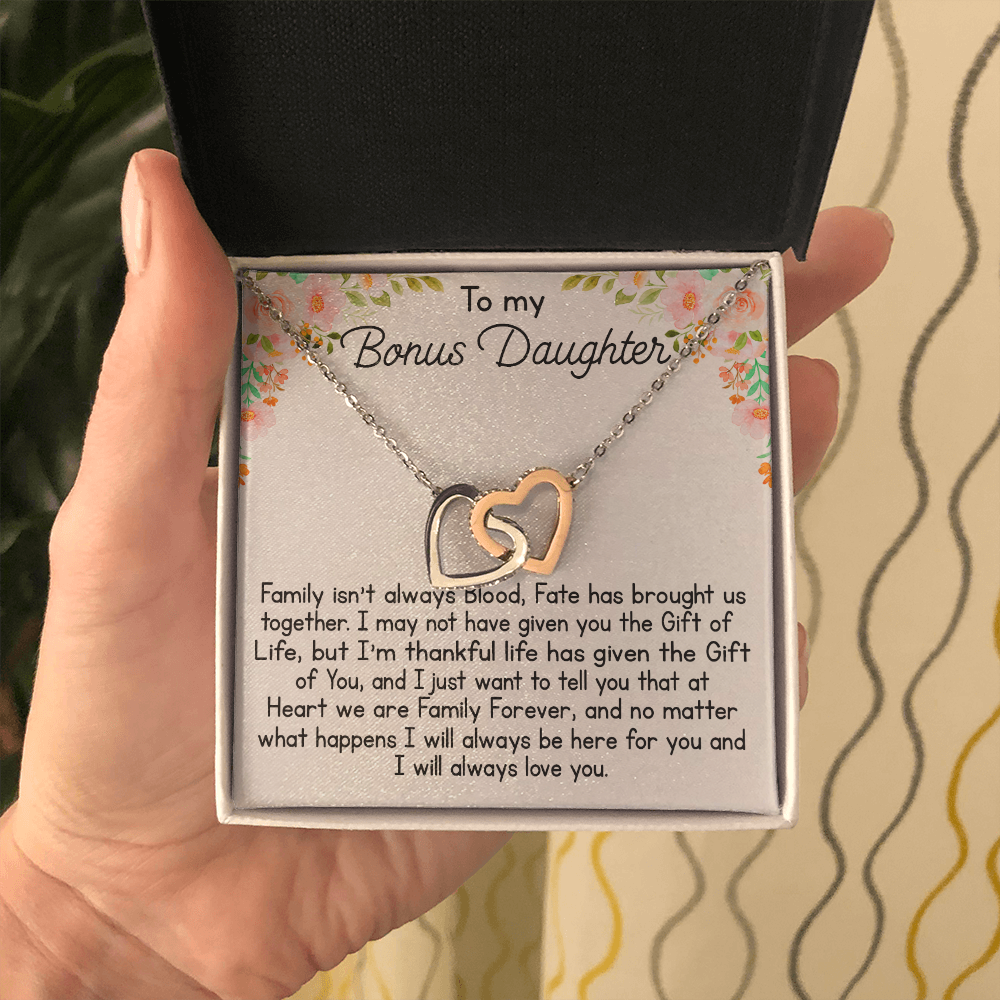 To my
Bonus Daughter
Family isn't always Blood, Fate has brought us
together. I may not have given you the Gift of
Life, but I'm thankful life has given the Gift
of You, and I just want to tell you that at
Heart we are Family Forever, and no matter
what happens I will always be here for you and
I will always love you.